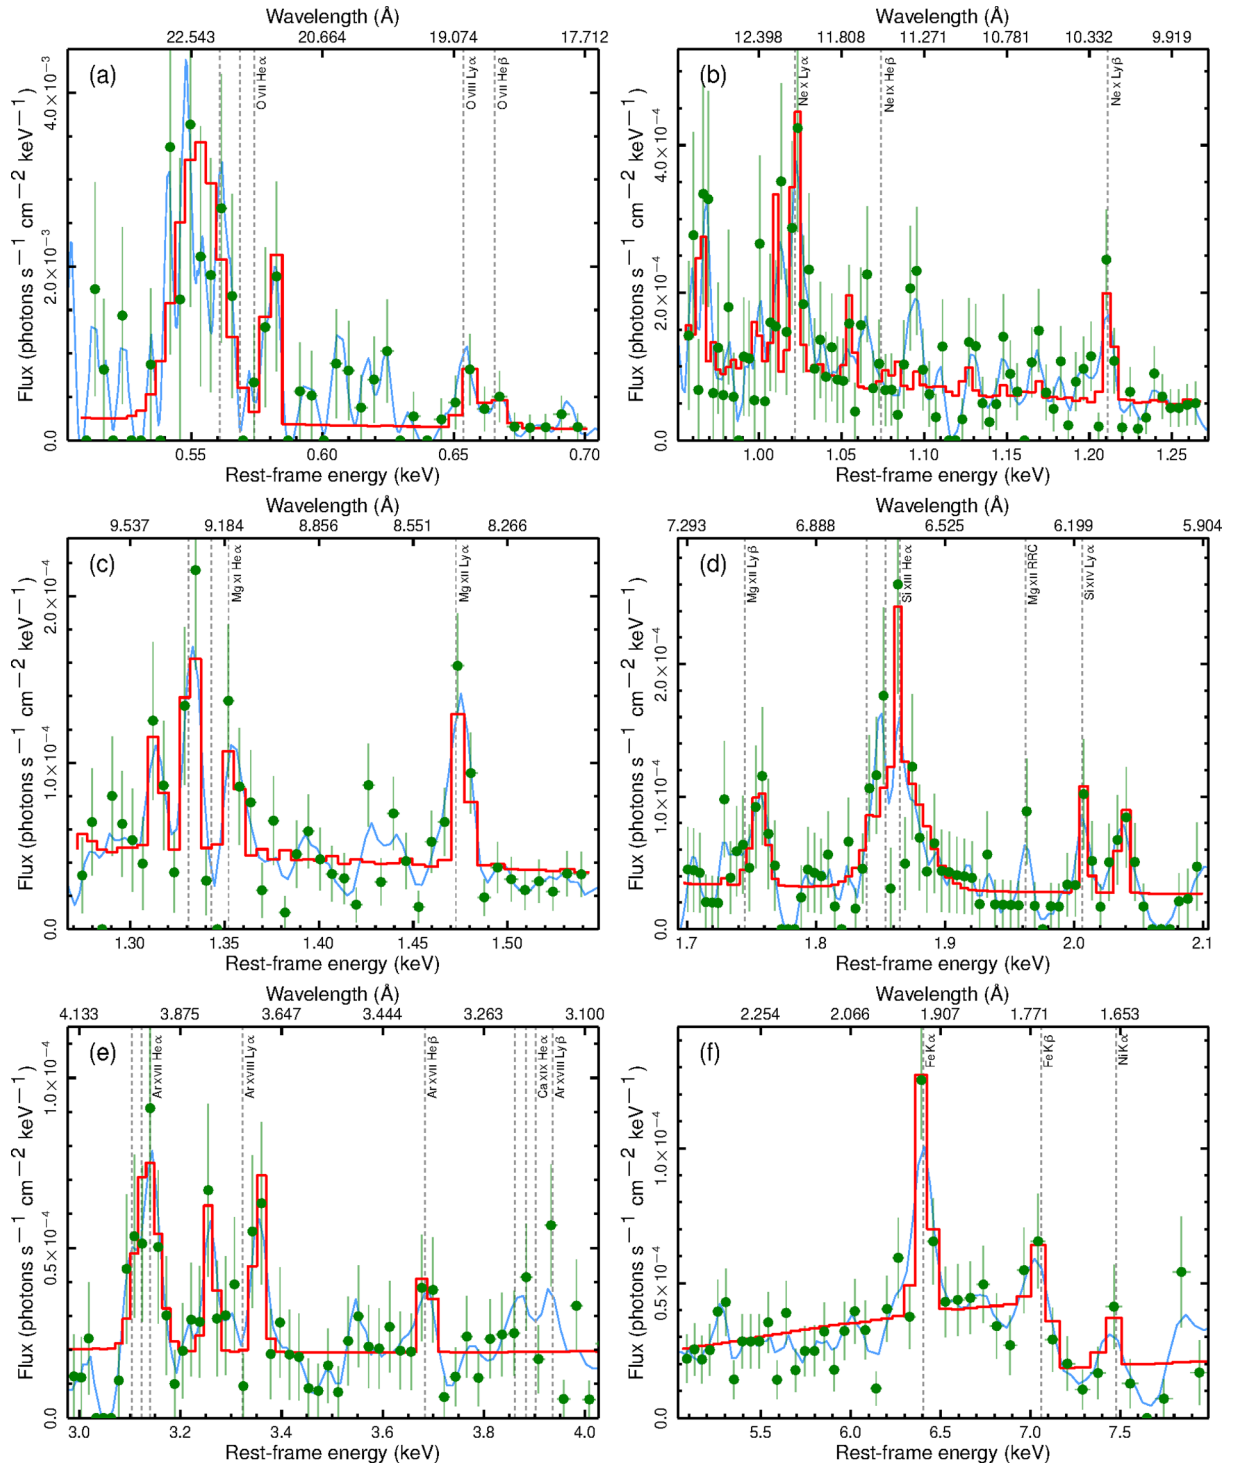 Wavelength (Å)
22.543 20.664 19.074 17.712
(a)
O VII Heα
O VIII Lyα
O VII Heβ
Flux (photons s−1 cm−2 keV−1)
0.0 2.0×10−3 4.0×10−3
0.55 0.60 0.65 0.70
Rest-frame energy (keV)
Wavelength (Å)
12.398 11.808 11.271 10.781 10.332 9.919
(b)
Ne X Lyα
Ne IX Heβ
Ne X Lyβ
Flux (photons s−1 cm−2 keV−1)
0.0 2.0×10−4 4.0×10−4
1.00 1.05 1.10 1.15 1.20 1.25
Rest-frame energy (keV)
Wavelength (Å)
9.537 9.184 8.856 8.551 8.266
(c)
Mg XI Heα
Mg XII Lyα
Flux (photons s−1 cm−2 keV−1)
0.0 1.0×10−4 2.0×10−4
1.30 1.35 1.40 1.45 1.50
Rest-frame energy (keV)
Wavelength (Å)
7.293 6.888 6.525 6.199 5.904
(d)
Mg XII Lyβ
Si XIII Heα
Mg XII RRC
Si XIV Lyα
Flux (photons s−1 cm−2 keV−1)
0.0 1.0×10−4 2.0×10−4
1.7 1.8 1.9 2.0 2.1
Rest-frame energy (keV)
Wavelength (Å)
4.133 3.875 3.647 3.444 3.263 3.100
(e)
Ar XVII Heα
Ar XVIII Lyα
Ar XVII Heβ
Ca XIX Heα
Ar XVIII Lyβ
Flux (photons s−1 cm−2 keV−1)
0.0 0.5×10−4 1.0×10−4
3.0 3.2 3.4 3.6 3.8 4.0
Rest-frame energy (keV)
Wavelength (Å)
2.254 2.066 1.907 1.771 1.653
(f)
Fe Kα
Fe Kβ
Ni Kα
Flux (photons s−1 cm−2 keV−1)
0.0 0.5×10−4 1.0×10−4
5.5 6.0 6.5 7.0 7.5
Rest-frame energy (keV)